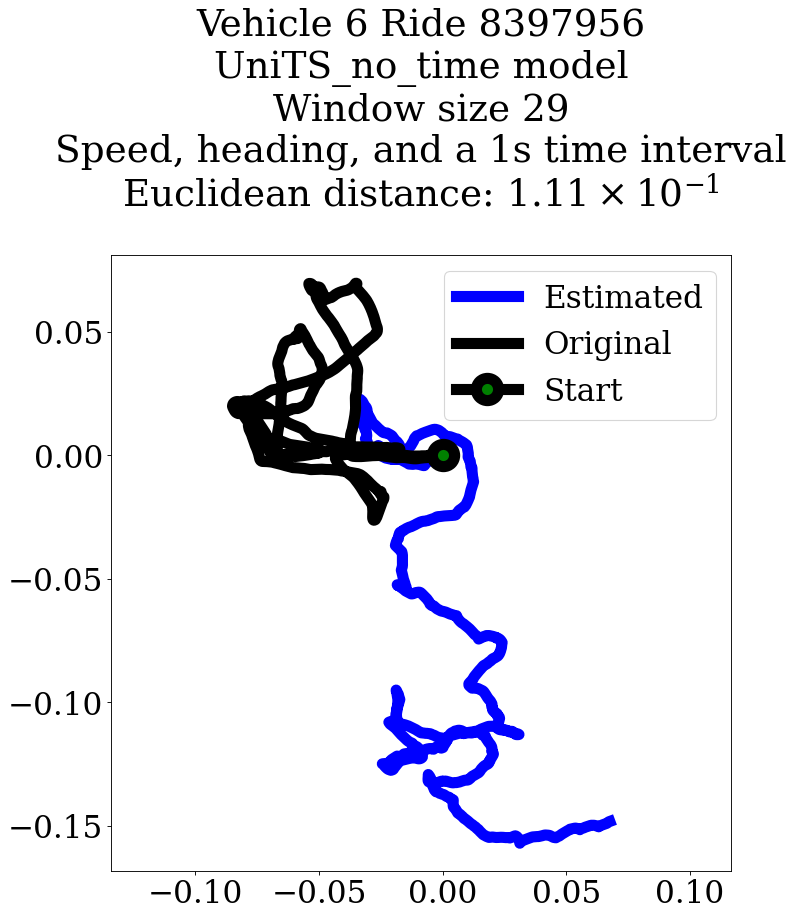 Vehicle 6 Ride 8397956
UniTS_no_time model
Window size 29
Speed, heading, and a 1s time interval
Euclidean distance: 1.11 × 10⁻¹
Estimated
Original
Start
0.05
0.00
−0.05
−0.10
−0.15
−0.10
−0.05
0.00
0.05
0.10